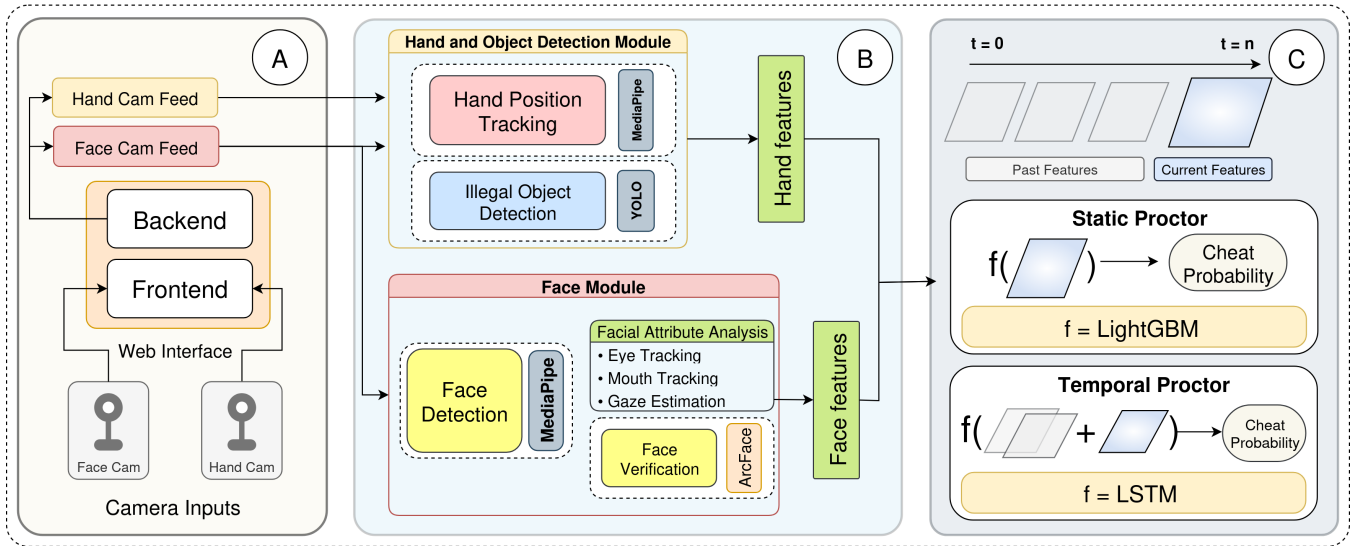 A
Hand Cam Feed
Face Cam Feed
Backend
Frontend
Web Interface
Face Cam
Hand Cam
Camera Inputs
B
Hand and Object Detection Module
Hand Position
Tracking
MediaPipe
Illegal Object
Detection
YOLO
Hand features
Face Module
Face
Detection
MediaPipe
Facial Attribute Analysis
• Eye Tracking
• Mouth Tracking
• Gaze Estimation
Face
Verification
ArcFace
Face features
C
t = 0
t = n
Past Features
Current Features
Static Proctor
f( )
Cheat
Probability
f = LightGBM
Temporal Proctor
f( + )
Cheat
Probability
f = LSTM